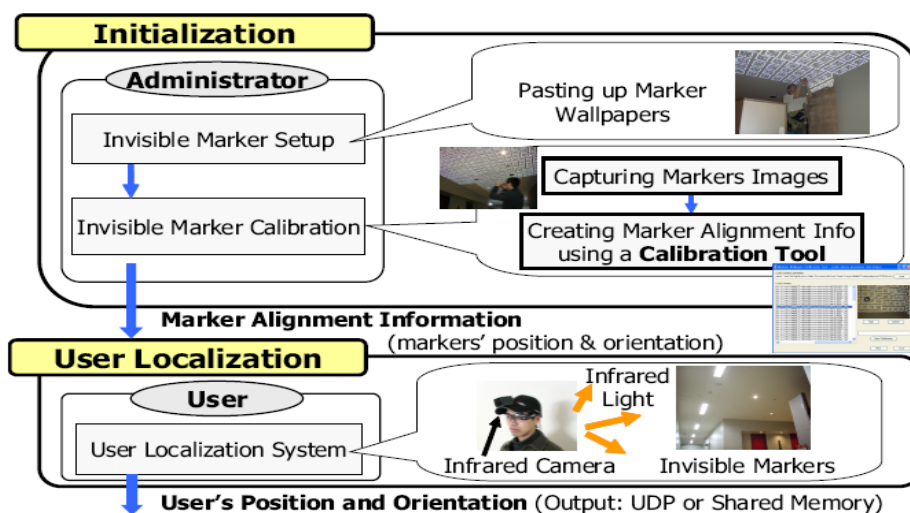 Initialization
Administrator
Invisible Marker Setup
Pasting up Marker
Wallpapers
Invisible Marker Calibration
Capturing Markers Images
Creating Marker Alignment Info
using a Calibration Tool
Marker Alignment Information
(markers' position & orientation)
User Localization
User
User Localization System
Infrared
Light
Infrared Camera
Invisible Markers
User's Position and Orientation (Output: UDP or Shared Memory)